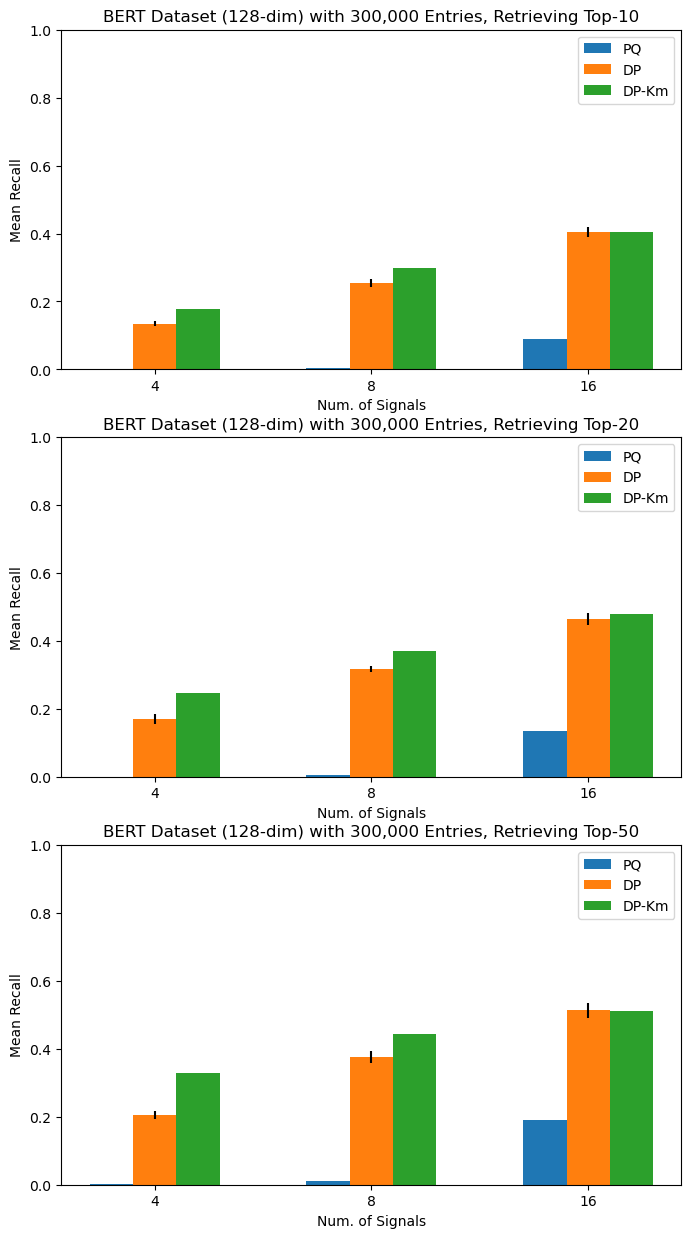 BERT Dataset (128-dim) with 300,000 Entries, Retrieving Top-10
1.0
0.8
0.6
0.4
0.2
0.0
Mean Recall
PQ
DP
DP-Km
4 8 16
Num. of Signals
BERT Dataset (128-dim) with 300,000 Entries, Retrieving Top-20
1.0
0.8
0.6
0.4
0.2
0.0
Mean Recall
PQ
DP
DP-Km
4 8 16
Num. of Signals
BERT Dataset (128-dim) with 300,000 Entries, Retrieving Top-50
1.0
0.8
0.6
0.4
0.2
0.0
Mean Recall
PQ
DP
DP-Km
4 8 16
Num. of Signals